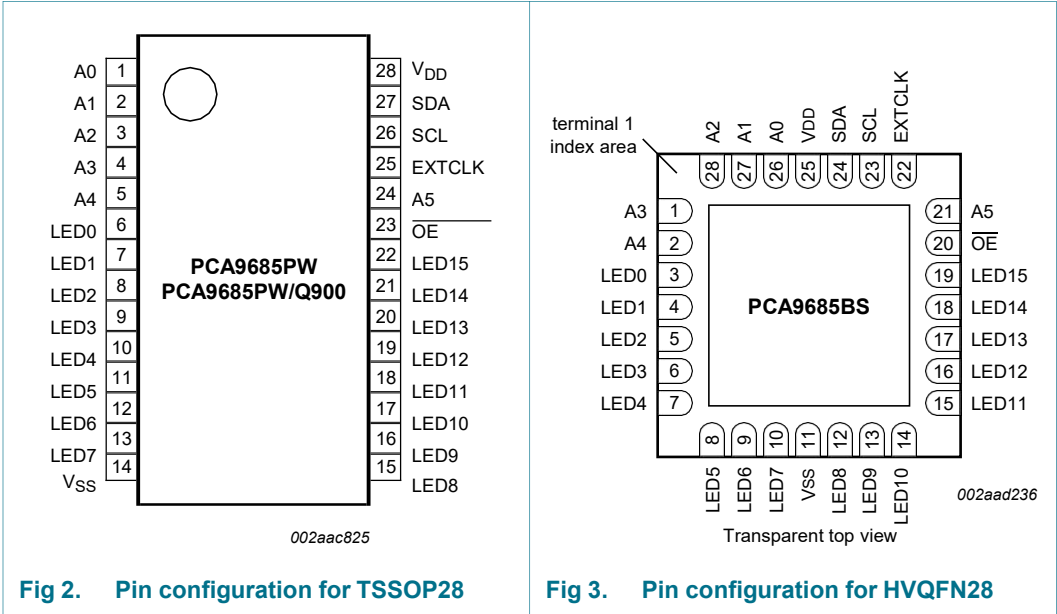 A0 1
A1 2
A2 3
A3 4
A4 5
LED0 6
LED1 7
LED2 8
LED3 9
LED4 10
LED5 11
LED6 12
LED7 13
VSS 14
PCA9685PW
PCA9685PW/Q900
28 VDD
27 SDA
26 SCL
25 EXTCLK
24 A5
23 OE
22 LED15
21 LED14
20 LED13
19 LED12
18 LED11
17 LED10
16 LED9
15 LED8
002aac825
Fig 2. Pin configuration for TSSOP28
terminal 1
index area
A2 A1 A0 VDD SDA SCL EXTCLK
28 27 26 25 24 23 22
A3 1
A4 2
LED0 3
LED1 4
LED2 5
LED3 6
LED4 7
PCA9685BS
21 A5
20 OE
19 LED15
18 LED14
17 LED13
16 LED12
15 LED11
8 9 10 11 12 13 14
LED5 LED6 LED7 VSS LED8 LED9 LED10
002aad236
Transparent top view
Fig 3. Pin configuration for HVQFN28